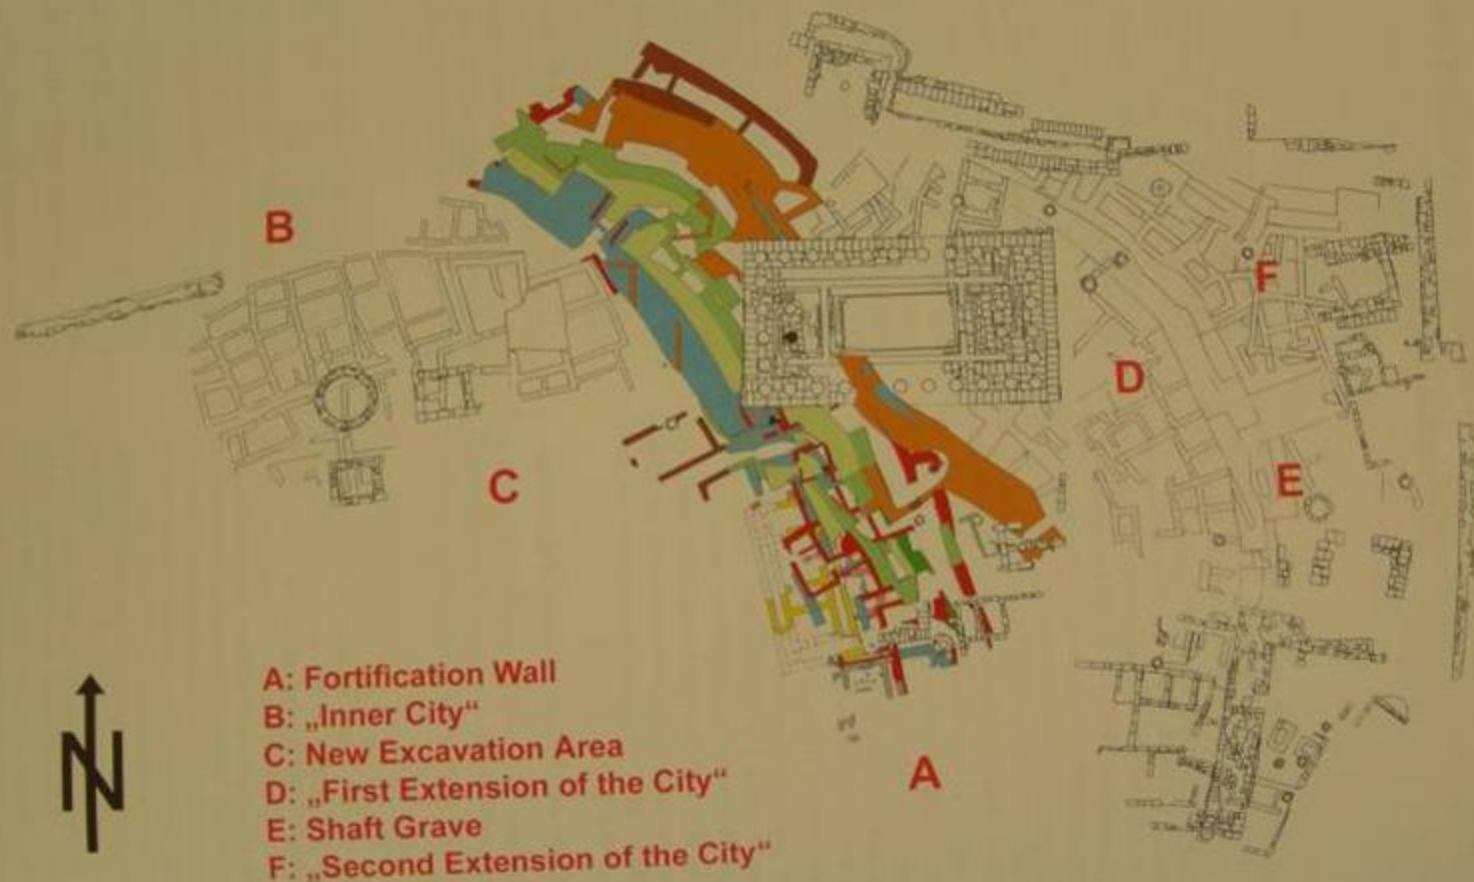 B
F
D
C
E
A
N
A: Fortification Wall
B: „Inner City“
C: New Excavation Area
D: „First Extension of the City“
E: Shaft Grave
F: „Second Extension of the City“